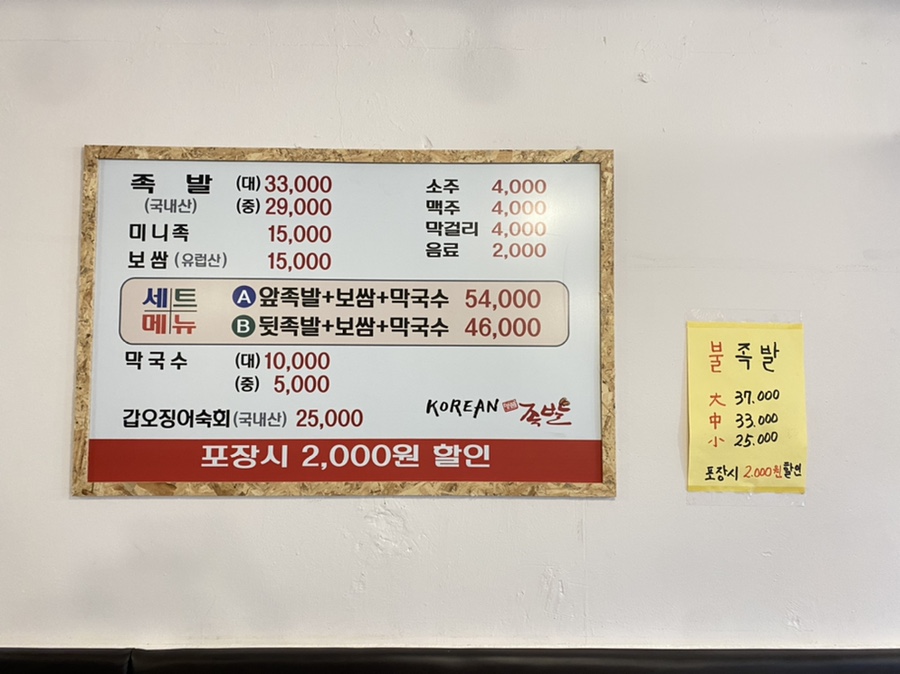 족 발 (대) 33,000
(국내산) (중) 29,000
미니족 15,000
보쌈 (유럽산) 15,000
소주 4,000
맥주 4,000
막걸리 4,000
음료 2,000
세트 메뉴
A 앞족발+보쌈+막국수 54,000
B 뒷족발+보쌈+막국수 46,000
막국수 (대) 10,000
(중) 5,000
갑오징어숙회(국내산) 25,000
KOREAN 족발
포장시 2,000원 할인
불 족발
大 37.000
中 33.000
小 25.000
포장시 2.000원 할인